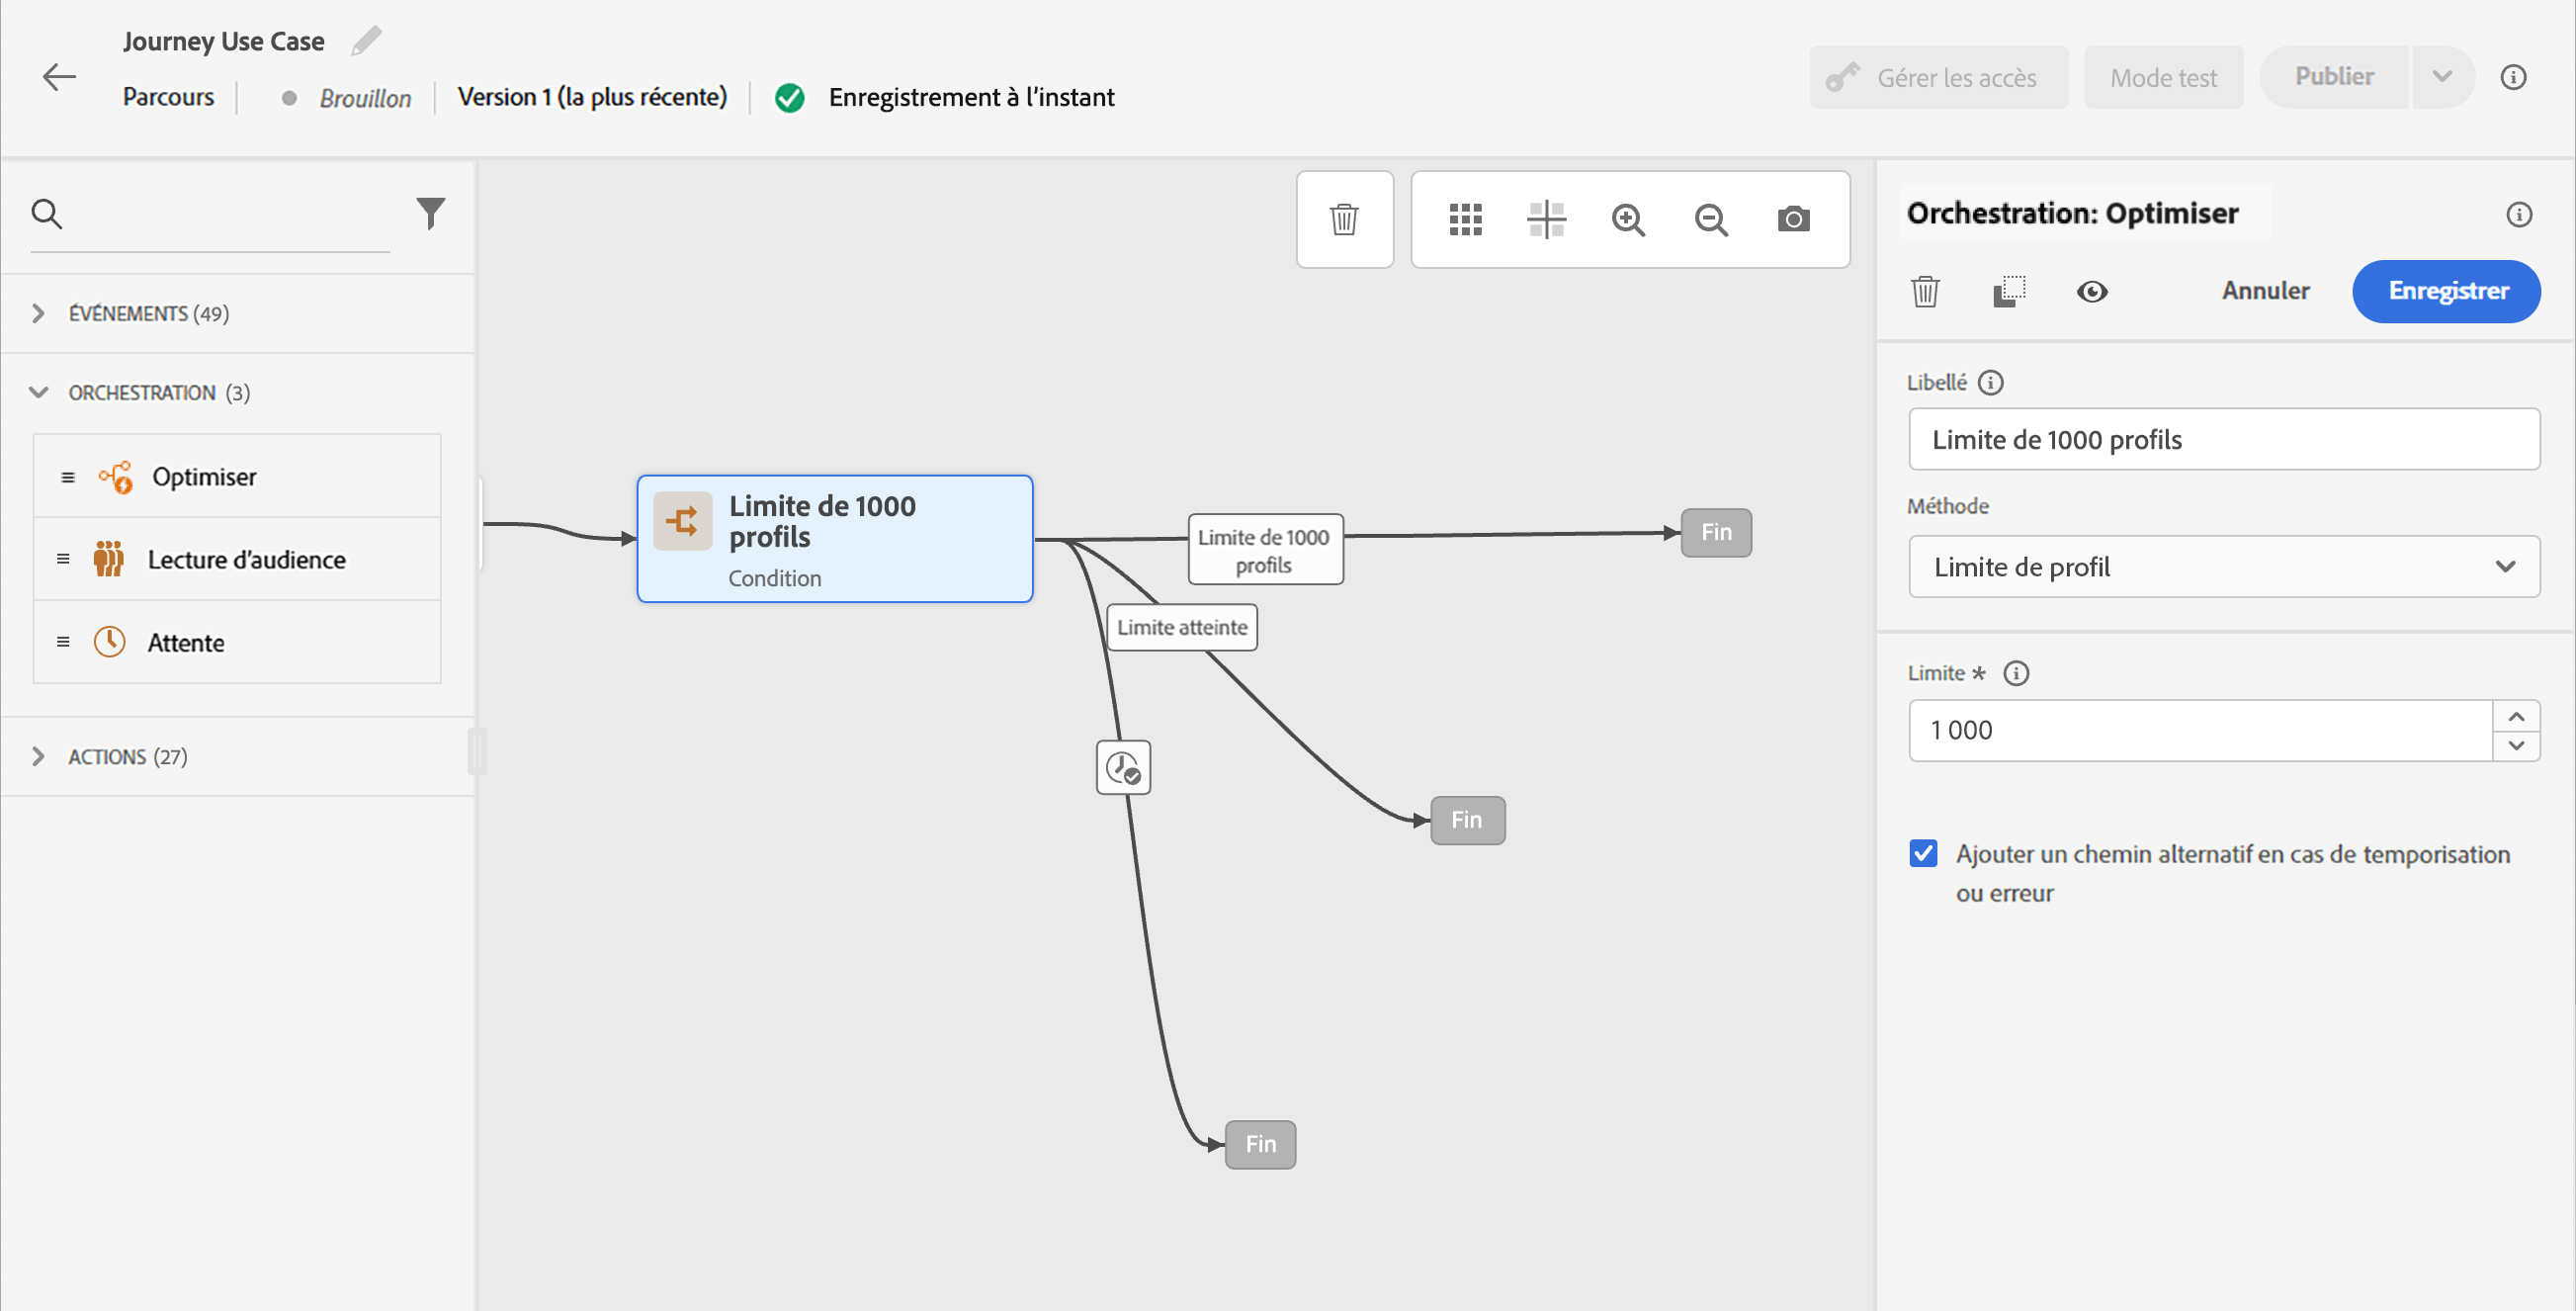 Journey Use Case
Parcours
Brouillon
Version 1 (la plus récente)
Enregistrement à l’instant
Gérer les accès
Mode test
Publier
ÉVÉNEMENTS (49)
ORCHESTRATION (3)
Optimiser
Lecture d’audience
Attente
ACTIONS (27)
Limite de 1000
profils
Condition
Limite de 1000
profils
Limite atteinte
Fin
Fin
Fin
Orchestration: Optimiser
Annuler
Enregistrer
Libellé
Limite de 1000 profils
Méthode
Limite de profil
Limite *
1 000
Ajouter un chemin alternatif en cas de temporisation
ou erreur